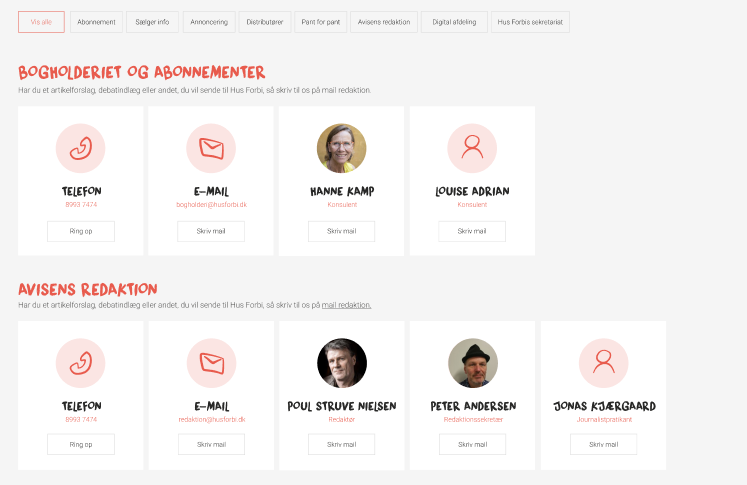 Vis alle
Abonnement
Sælger info
Annoncering
Distributører
Pant for pant
Avisens redaktion
Digital afdeling
Hus Forbis sekretariat
BOGHOLDERIET OG ABONNEMENTER
Har du et artikelforslag, debatindlæg eller andet, du vil sende til Hus Forbi, så skriv til os på mail redaktion.
TELEFON
8993 7474
Ring op
E-MAIL
bogholderi@husforbi.dk
Skriv mail
HANNE KAMP
Konsulent
Skriv mail
LOUISE ADRIAN
Konsulent
Skriv mail
AVISENS REDAKTION
Har du et artikelforslag, debatindlæg eller andet, du vil sende til Hus Forbi, så skriv til os på mail redaktion.
TELEFON
8993 7474
Ring op
E-MAIL
redaktion@husforbi.dk
Skriv mail
POUL STRUVE NIELSEN
Redaktør
Skriv mail
PETER ANDERSEN
Redaktionssekretær
Skriv mail
JONAS KJÆRGAARD
Journalistpratikant
Skriv mail